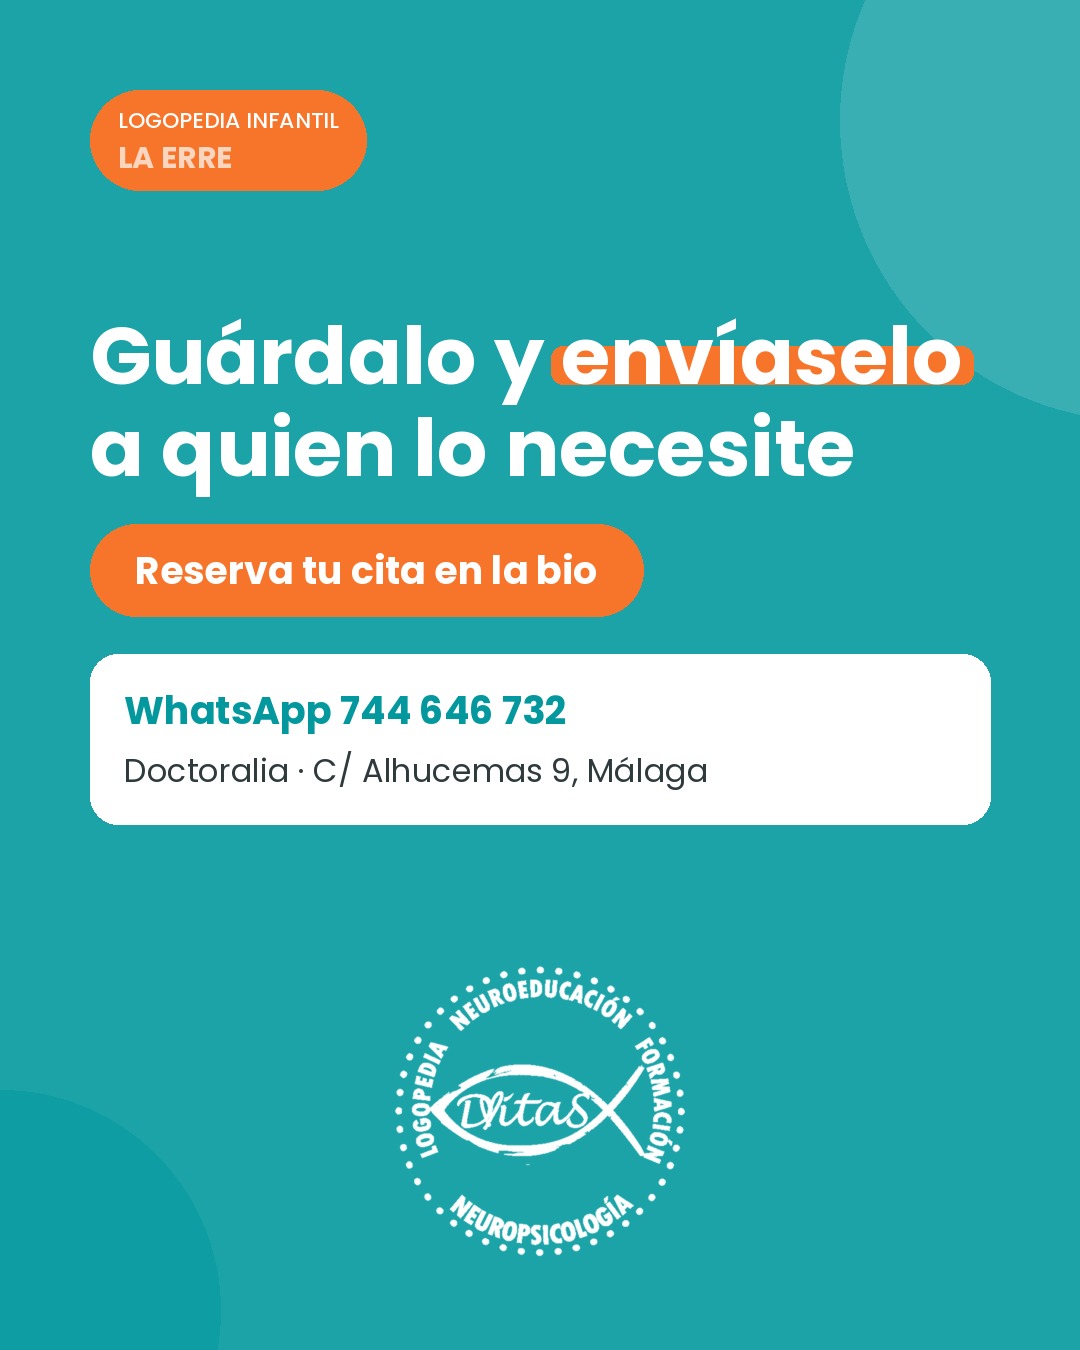 LOGOPEDIA INFANTIL
LA ERRE
Guárdalo y envíaselo
a quien lo necesite
Reserva tu cita en la bio
WhatsApp 744 646 732
Doctoralia · C/ Alhucemas 9, Málaga
LOGOPEDIA NEUROEDUCACIÓN FORMACIÓN
NEUROPSICOLOGÍA